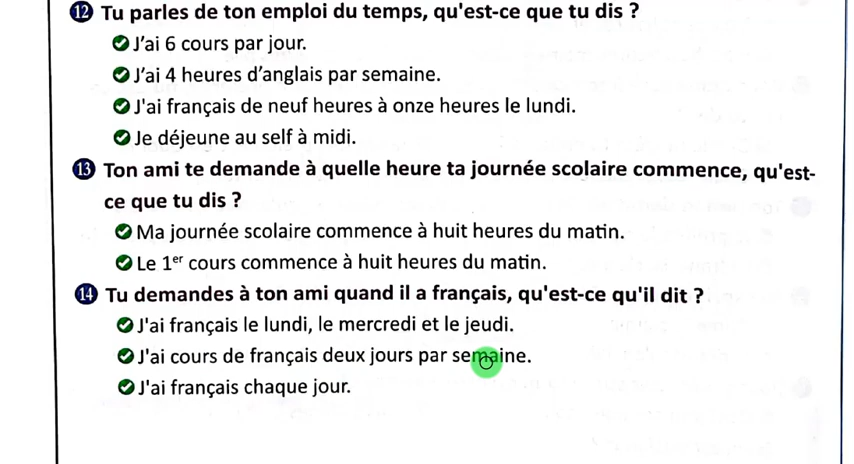 12 Tu parles de ton emploi du temps, qu'est-ce que tu dis ?
J'ai 6 cours par jour.
J'ai 4 heures d'anglais par semaine.
J'ai français de neuf heures à onze heures le lundi.
Je déjeune au self à midi.
13 Ton ami te demande à quelle heure ta journée scolaire commence, qu'est-
ce que tu dis ?
Ma journée scolaire commence à huit heures du matin.
Le 1er cours commence à huit heures du matin.
14 Tu demandes à ton ami quand il a français, qu'est-ce qu'il dit ?
J'ai français le lundi, le mercredi et le jeudi.
J'ai cours de français deux jours par semaine.
J'ai français chaque jour.